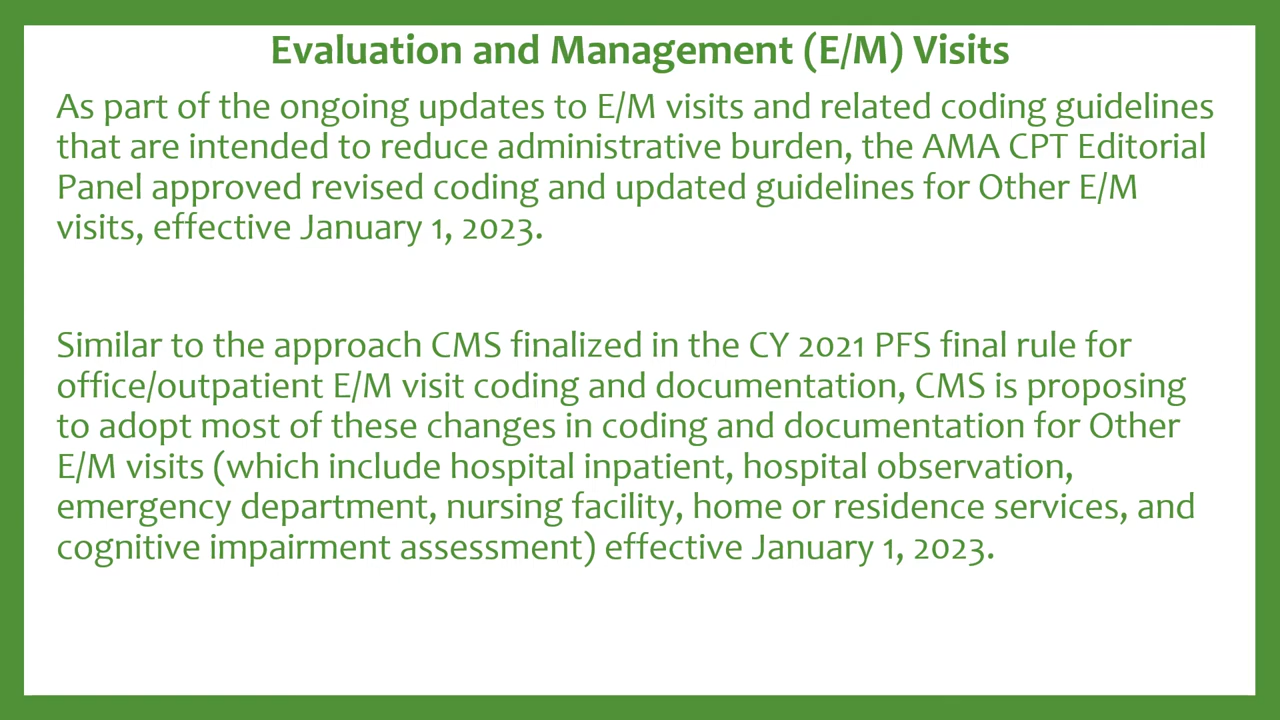 Evaluation and Management (E/M) Visits
As part of the ongoing updates to E/M visits and related coding guidelines
that are intended to reduce administrative burden, the AMA CPT Editorial
Panel approved revised coding and updated guidelines for Other E/M
visits, effective January 1, 2023.
Similar to the approach CMS finalized in the CY 2021 PFS final rule for
office/outpatient E/M visit coding and documentation, CMS is proposing
to adopt most of these changes in coding and documentation for Other
E/M visits (which include hospital inpatient, hospital observation,
emergency department, nursing facility, home or residence services, and
cognitive impairment assessment) effective January 1, 2023.